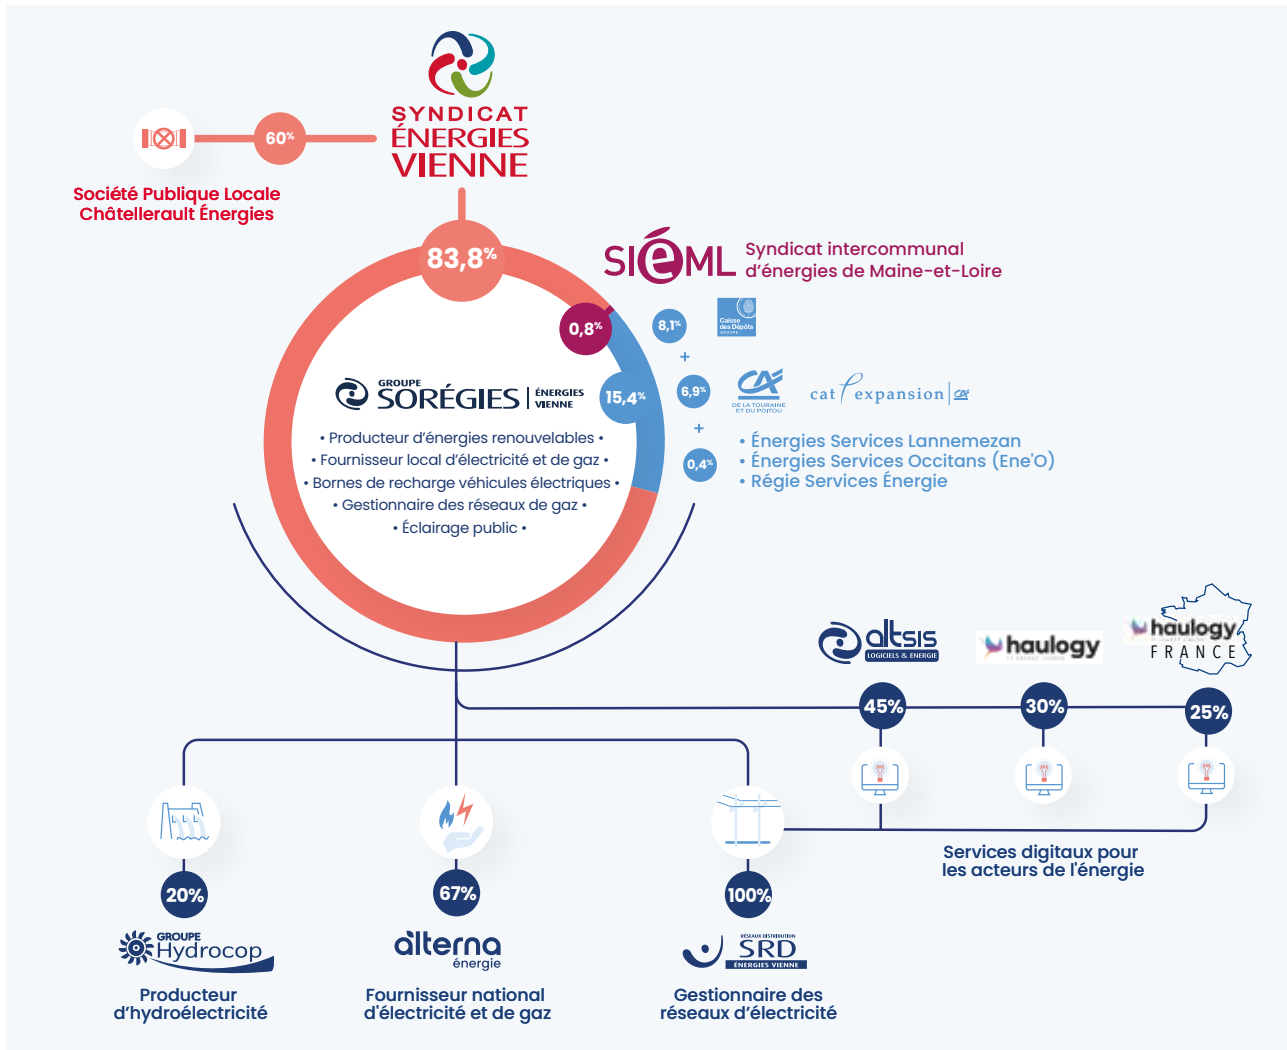 SYNDICAT
ÉNERGIES
VIENNE
60%
Société Publique Locale
Châtellerault Énergies
83,8%
SIéML
Syndicat intercommunal
d'énergies de Maine-et-Loire
0,8%
8,1%
Caisse
des Dépôts
GROUPE
+
15,4%
6,9%
CA
DE LA TOURAINE
ET DU POITOU
cat expansion CA
+
0,4%
• Énergies Services Lannemezan
• Énergies Services Occitans (Ene'O)
• Régie Services Énergie
GROUPE
SORÉGIES
ÉNERGIES
VIENNE
• Producteur d'énergies renouvelables •
• Fournisseur local d'électricité et de gaz •
• Bornes de recharge véhicules électriques •
• Gestionnaire des réseaux de gaz •
• Éclairage public •
altsis
LOGICIELS & ENERGIE
haulogy
haulogy
FRANCE
45%
30%
25%
Services digitaux pour
les acteurs de l'énergie
20%
67%
100%
GROUPE
Hydrocop
alterna
énergie
RÉSEAUX DISTRIBUTION
SRD
ÉNERGIES VIENNE
Producteur
d'hydroélectricité
Fournisseur national
d'électricité et de gaz
Gestionnaire des
réseaux d'électricité